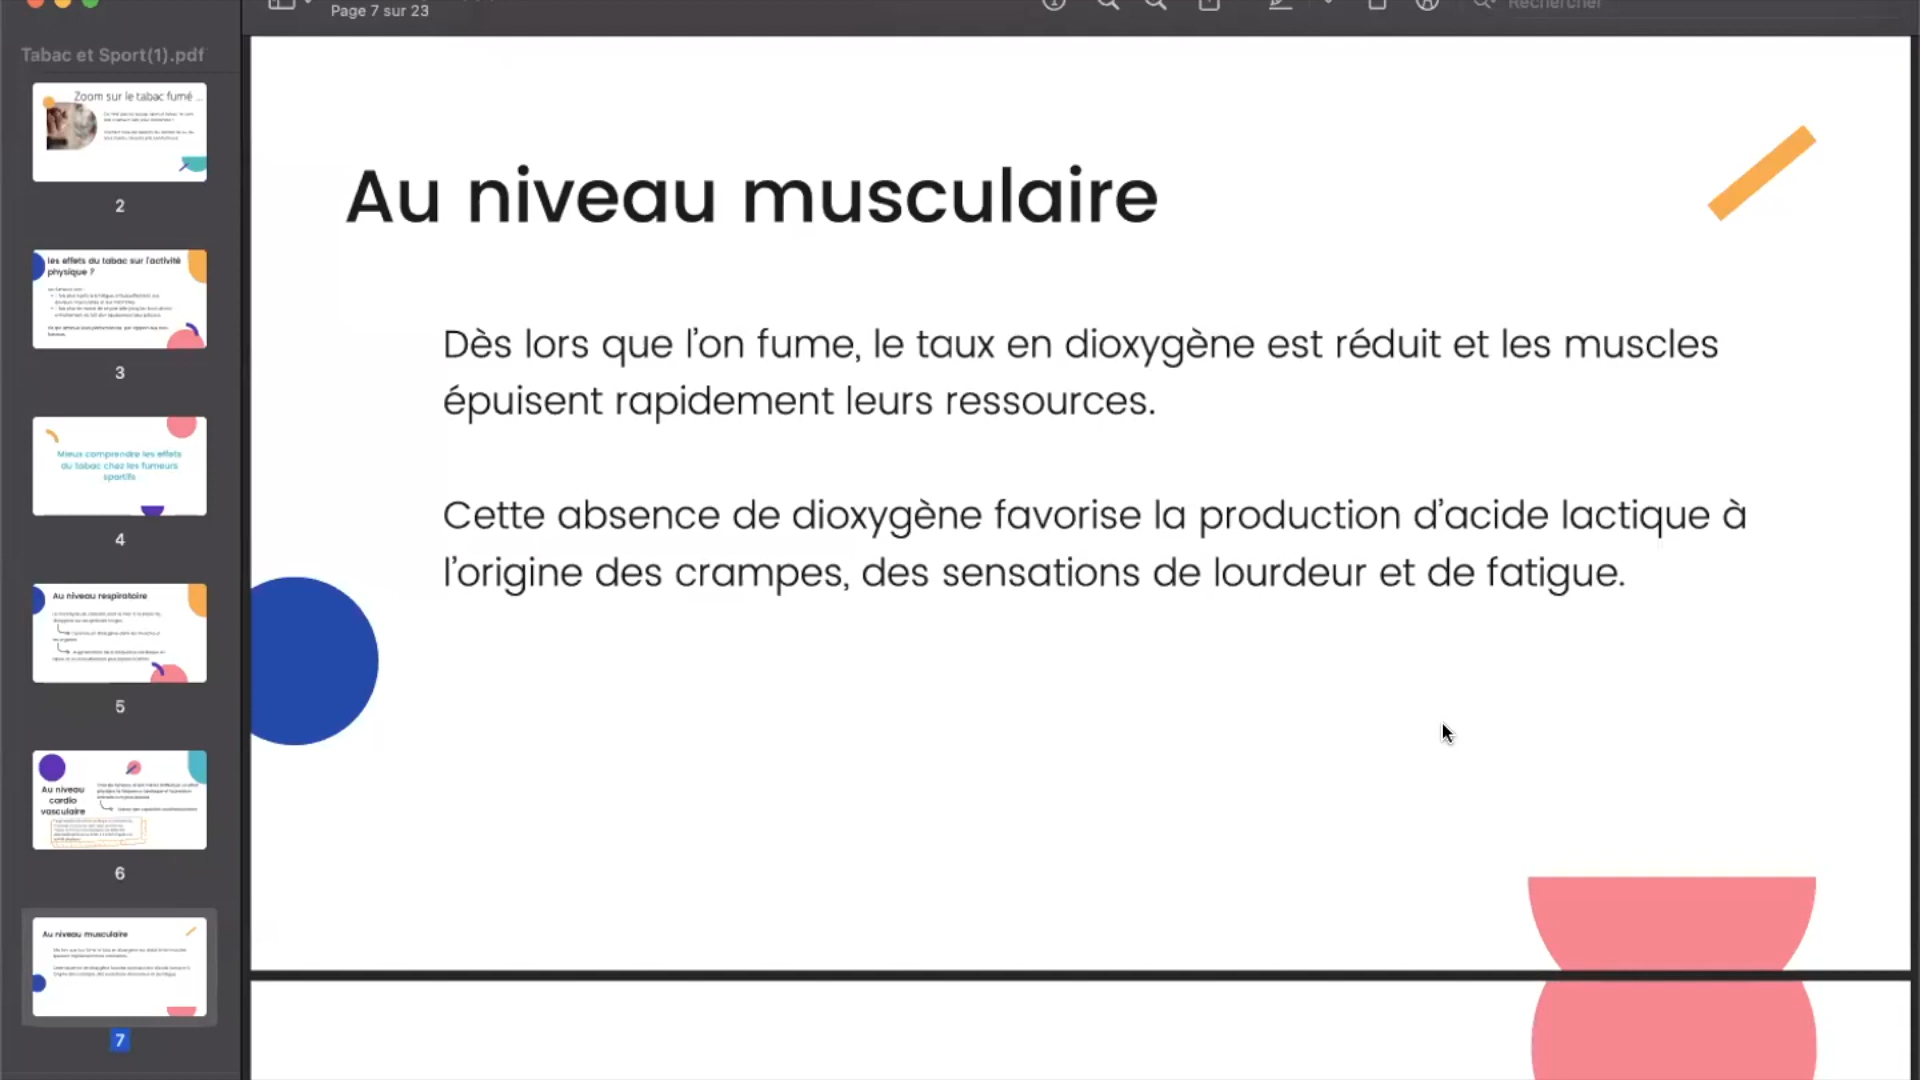 Page 7 sur 23
Rechercher
Tabac et Sport(1).pdf
Zoom sur le tabac fumé ...
2
les effets du tabac sur l'activité
physique ?
3
Mieux comprendre les effets
du tabac chez les fumeurs
sportifs
4
Au niveau respiratoire
5
Au niveau
cardio
vasculaire
6
Au niveau musculaire
7
Au niveau musculaire
Dès lors que l'on fume, le taux en dioxygène est réduit et les muscles
épuisent rapidement leurs ressources.
Cette absence de dioxygène favorise la production d'acide lactique à
l'origine des crampes, des sensations de lourdeur et de fatigue.